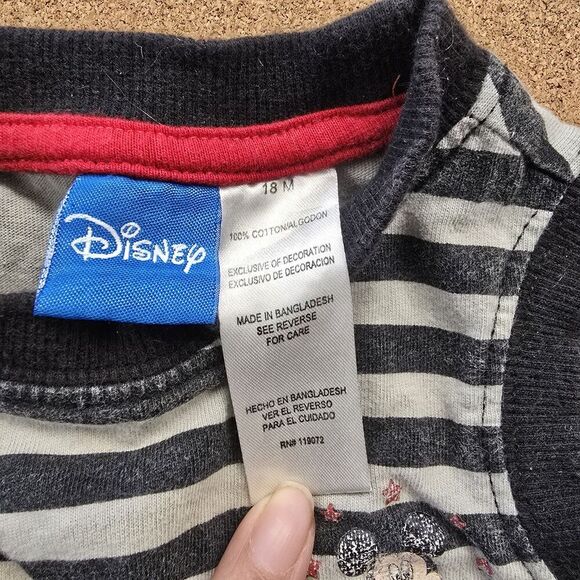 DISNEY
18 M
100% COTTON/ALGODON
EXCLUSIVE OF DECORATION
EXCLUSIVO DE DECORACION
MADE IN BANGLADESH
SEE REVERSE
FOR CARE
HECHO EN BANGLADESH
VER EL REVERSO
PARA EL CUIDADO
RN# 119072